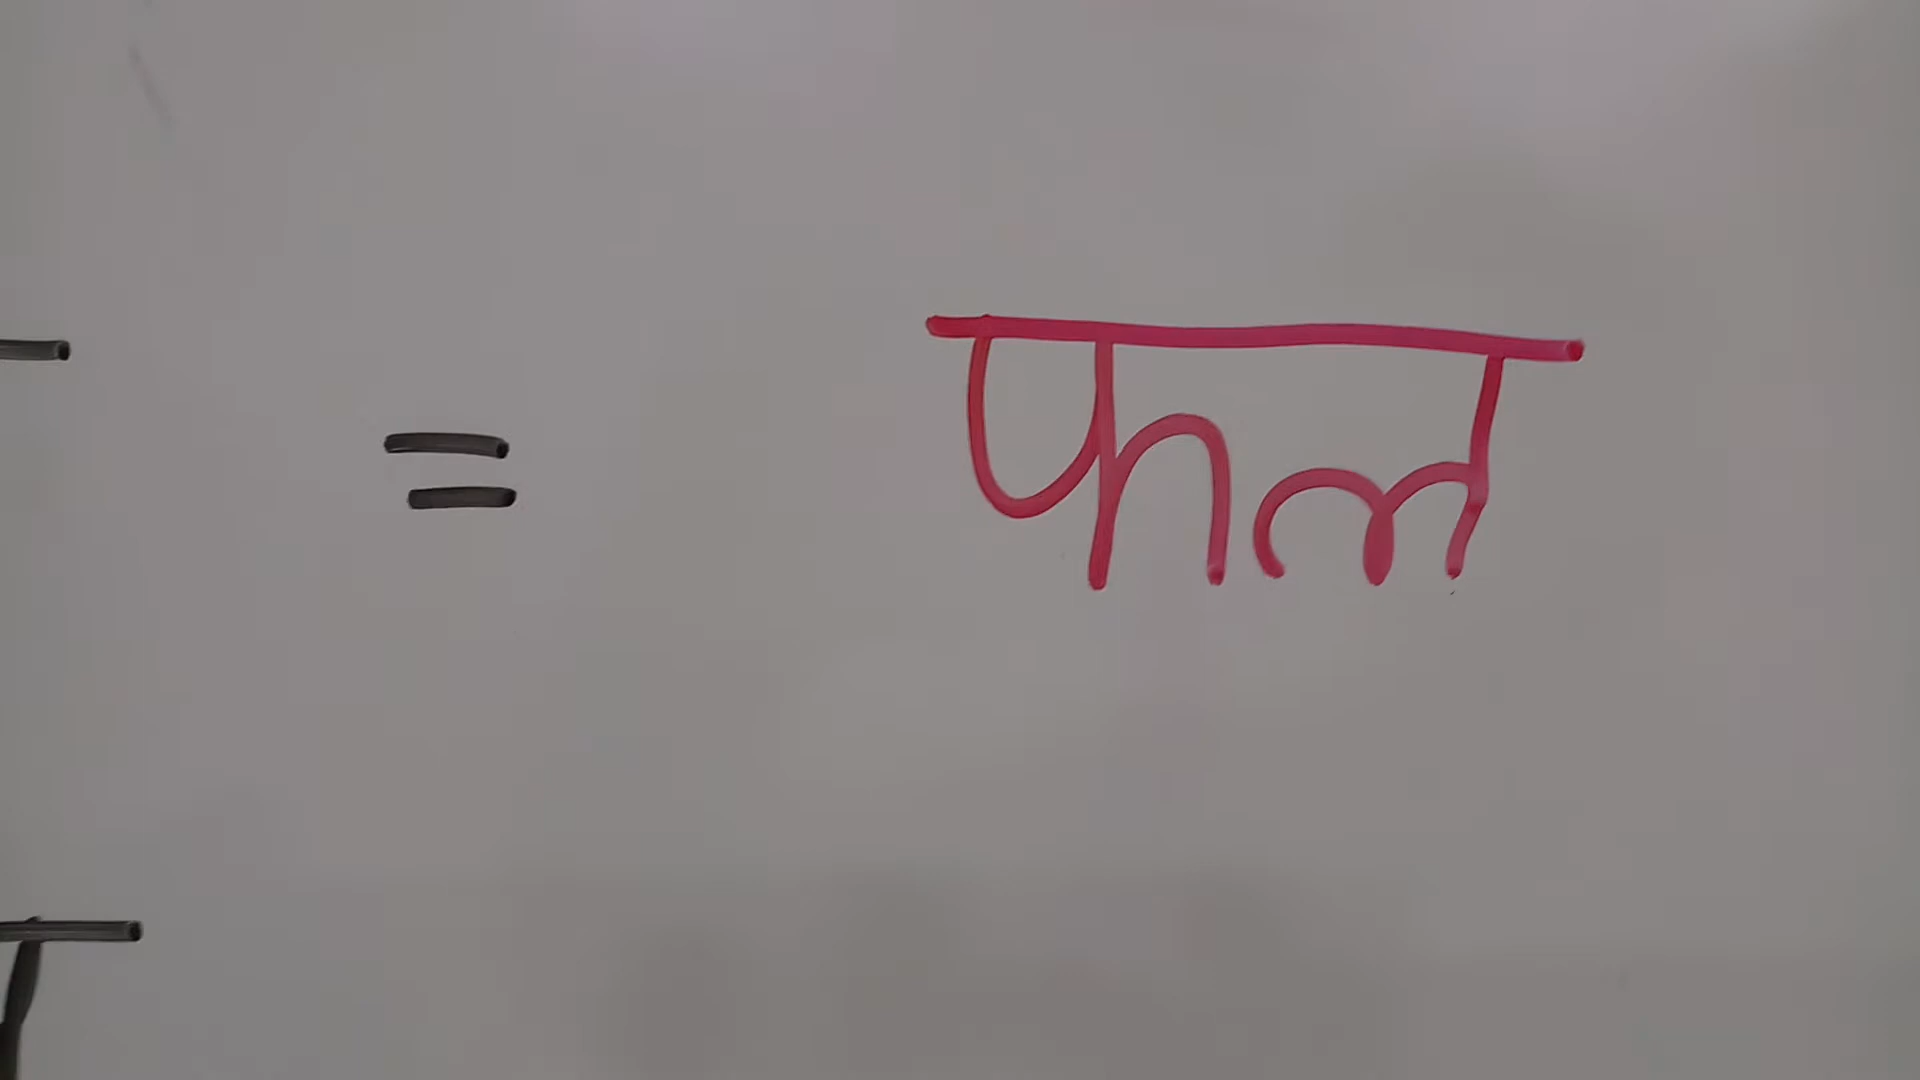 = फल